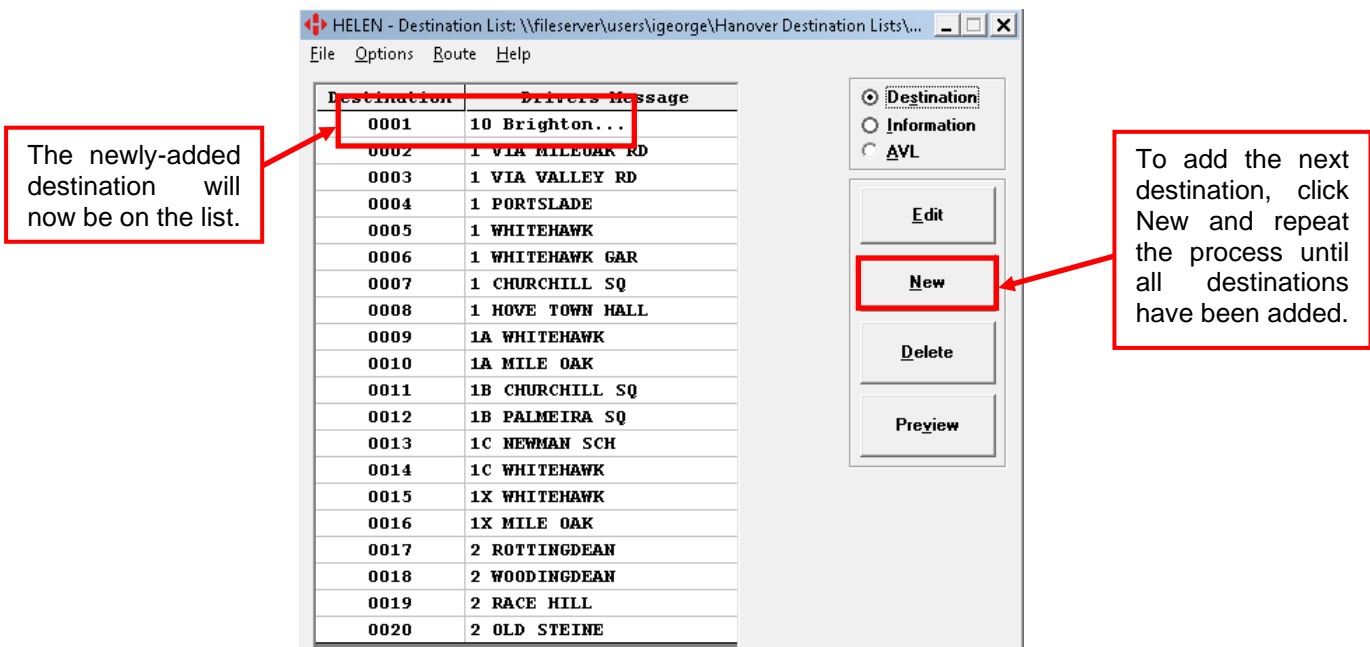 HELEN - Destination List: \\fileserver\users\igeorge\Hanover Destination Lists\...
File Options Route Help
Destination Drivers Message
0001 10 Brighton...
0002 1 VIA MILEOAK RD
0003 1 VIA VALLEY RD
0004 1 PORTSLADE
0005 1 WHITEHAWK
0006 1 WHITEHAWK GAR
0007 1 CHURCHILL SQ
0008 1 HOVE TOWN HALL
0009 1A WHITEHAWK
0010 1A MILE OAK
0011 1B CHURCHILL SQ
0012 1B PALMEIRA SQ
0013 1C NEWMAN SCH
0014 1C WHITEHAWK
0015 1X WHITEHAWK
0016 1X MILE OAK
0017 2 ROTTINGDEAN
0018 2 WOODINGDEAN
0019 2 RACE HILL
0020 2 OLD STEINE
Destination
Information
AVL
Edit
New
Delete
Preview
The newly-added
destination will
now be on the list.
To add the next
destination, click
New and repeat
the process until
all destinations
have been added.